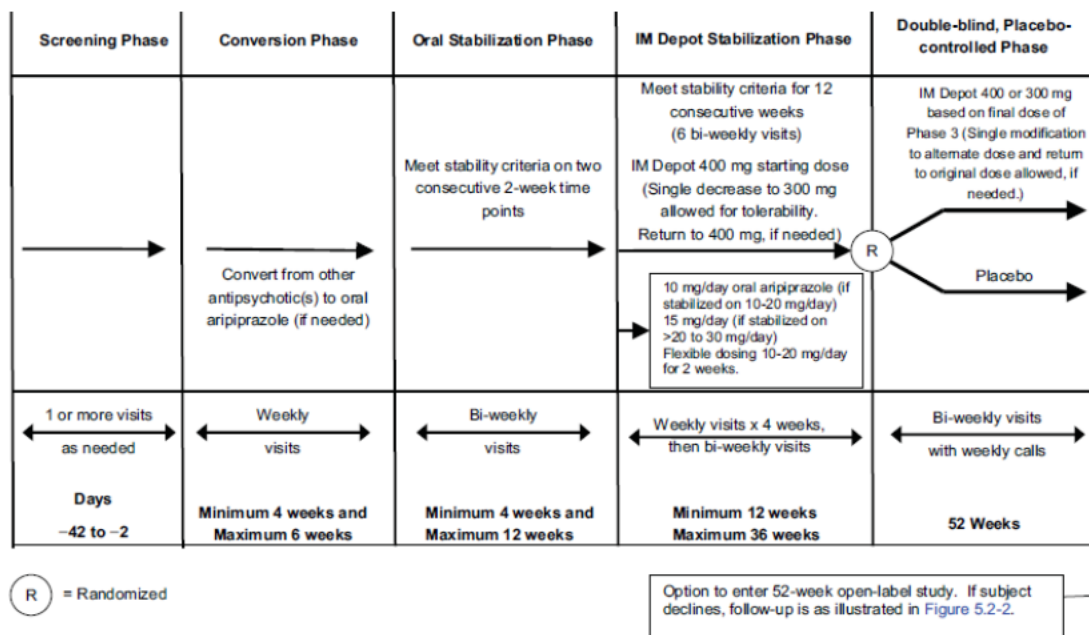 Screening Phase
Conversion Phase
Oral Stabilization Phase
IM Depot Stabilization Phase
Double-blind, Placebo-
controlled Phase
Convert from other
antipsychotic(s) to oral
aripiprazole (if needed)
Meet stability criteria on two
consecutive 2-week time
points
Meet stability criteria for 12
consecutive weeks
(6 bi-weekly visits)
IM Depot 400 mg starting dose
(Single decrease to 300 mg
allowed for tolerability.
Return to 400 mg, if needed)
10 mg/day oral aripiprazole (if
stabilized on 10-20 mg/day)
15 mg/day (if stabilized on
>20 to 30 mg/day)
Flexible dosing 10-20 mg/day
for 2 weeks.
R
IM Depot 400 or 300 mg
based on final dose of
Phase 3 (Single modification
to alternate dose and return
to original dose allowed, if
needed.)
Placebo
1 or more visits
as needed
Weekly
visits
Bi-weekly
visits
Weekly visits x 4 weeks,
then bi-weekly visits
Bi-weekly visits
with weekly calls
Days
−42 to −2
Minimum 4 weeks and
Maximum 6 weeks
Minimum 4 weeks and
Maximum 12 weeks
Minimum 12 weeks
Maximum 36 weeks
52 Weeks
R = Randomized
Option to enter 52-week open-label study. If subject
declines, follow-up is as illustrated in Figure 5.2-2.